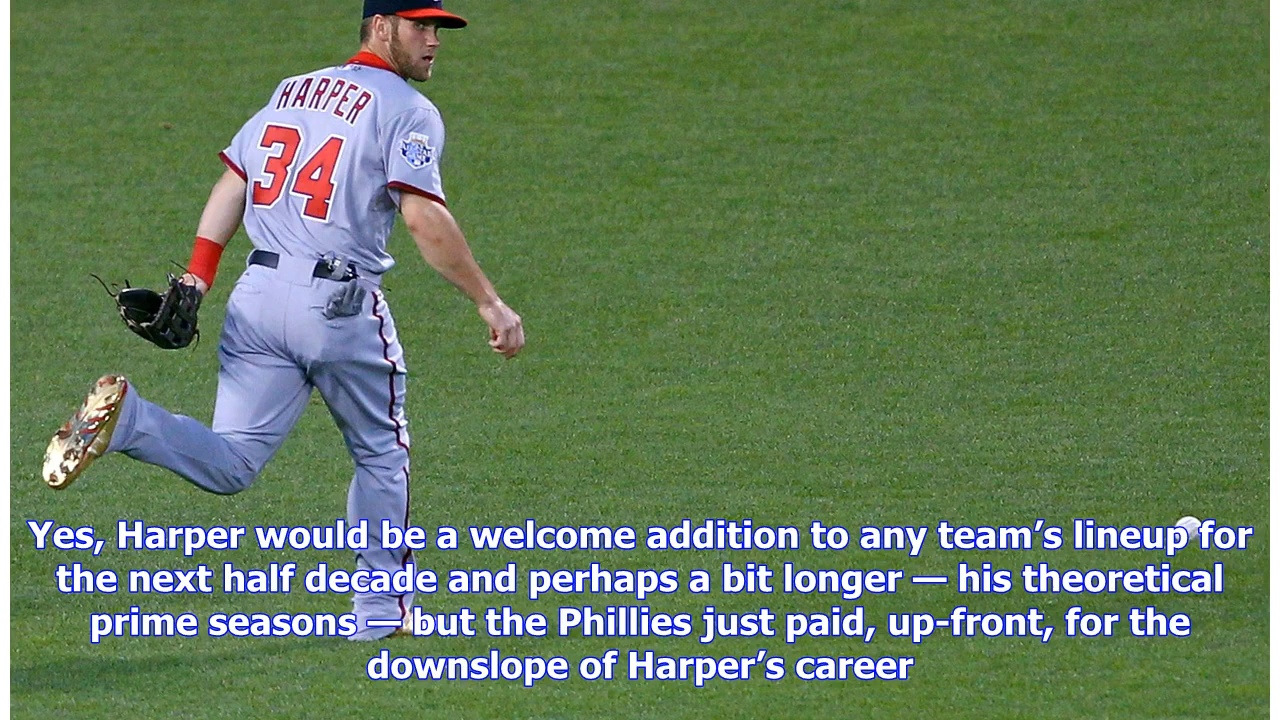 HARPER
34
Yes, Harper would be a welcome addition to any team’s lineup for
the next half decade and perhaps a bit longer — his theoretical
prime seasons — but the Phillies just paid, up-front, for the
downslope of Harper’s career